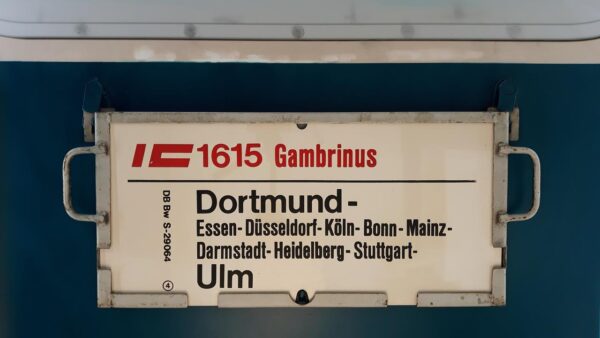 IC 1615 Gambrinus
Dortmund-
Essen-Düsseldorf-Köln-Bonn-Mainz-
Darmstadt-Heidelberg-Stuttgart-
Ulm
DB Bw S-29064
4